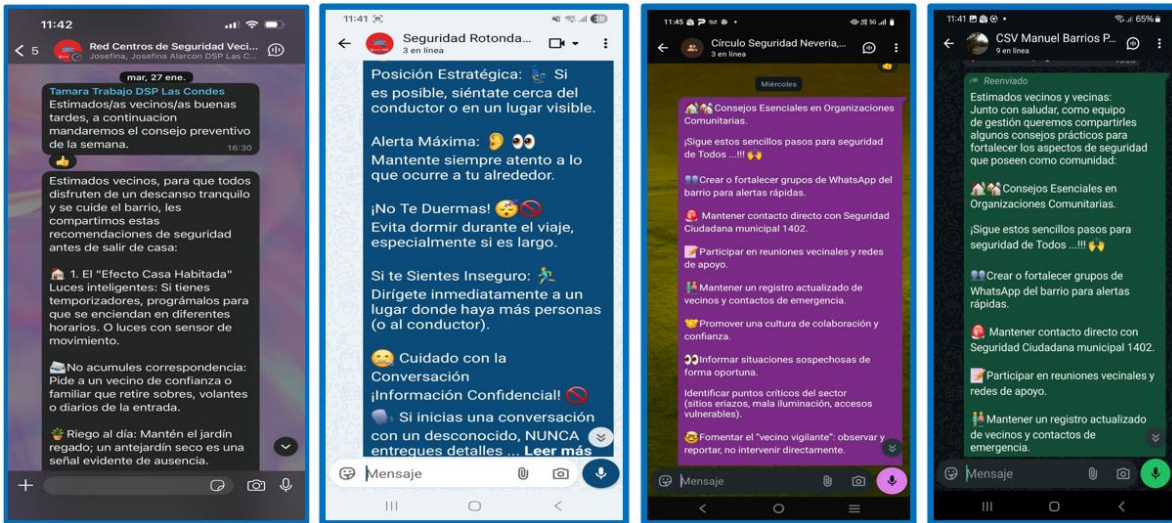 11:42
5
Red Centros de Seguridad Veci...
Josefina, Josefina Alarcon DSP Las C...
mar, 27 ene.
Tamara Trabajo DSP Las Condes
Estimados/as vecinos/as buenas
tardes, a continuacion
mandaremos el consejo preventivo
de la semana.
16:30
Estimados vecinos, para que todos
disfruten de un descanso tranquilo
y se cuide el barrio, les
compartimos estas
recomendaciones de seguridad
antes de salir de casa:
🏠 1. El "Efecto Casa Habitada"
Luces inteligentes: Si tienes
temporizadores, prográmalos para
que se enciendan en diferentes
horarios. O luces con sensor de
movimiento.
No acumules correspondencia:
Pide a un vecino de confianza o
familiar que retire sobres, volantes
o diarios de la entrada.
Riego al día: Mantén el jardín
regado; un antejardín seco es una
señal evidente de ausencia.
11:41
Seguridad Rotonda...
3 en línea
Posición Estratégica: Si
es posible, siéntate cerca del
conductor o en un lugar visible.
Alerta Máxima: 👂 👀
Mantente siempre atento a lo
que ocurre a tu alrededor.
¡No Te Duermas! 😴🚫
Evita dormir durante el viaje,
especialmente si es largo.
Si te Sientes Inseguro:
Dirígete inmediatamente a un
lugar donde haya más personas
(o al conductor).
Cuidado con la
Conversación
¡Información Confidencial! 🚫
🗣 Si inicias una conversación
con un desconocido, NUNCA
entregues detalles ... Leer más
Mensaje
11:45
5G
Círculo Seguridad Neveria,...
3 en línea
Miércoles
Consejos Esenciales en Organizaciones
Comunitarias.
¡Sigue estos sencillos pasos para seguridad
de Todos ...!!! 🙌
👥Crear o fortalecer grupos de WhatsApp del
barrio para alertas rápidas.
🚨 Mantener contacto directo con Seguridad
Ciudadana municipal 1402.
📝Participar en reuniones vecinales y redes
de apoyo.
Mantener un registro actualizado de
vecinos y contactos de emergencia.
🤝Promover una cultura de colaboración y
confianza.
👀Informar situaciones sospechosas de
forma oportuna.
Identificar puntos críticos del sector
(sitios eriazos, mala iluminación, accesos
vulnerables).
Fomentar el "vecino vigilante": observar y
reportar, no intervenir directamente.
Mensaje
11:41
65%
CSV Manuel Barrios P...
9 en línea
Reenviado
Estimados vecinos y vecinas:
Junto con saludar, como equipo
de gestión queremos compartirles
algunos consejos prácticos para
fortalecer los aspectos de seguridad
que poseen como comunidad:
Consejos Esenciales en
Organizaciones Comunitarias.
¡Sigue estos sencillos pasos para
seguridad de Todos ...!!! 🙌
👥Crear o fortalecer grupos de
WhatsApp del barrio para alertas
rápidas.
🚨 Mantener contacto directo con
Seguridad Ciudadana municipal 1402.
📝Participar en reuniones vecinales y
redes de apoyo.
Mantener un registro actualizado
de vecinos y contactos de
emergencia.
Mensaje